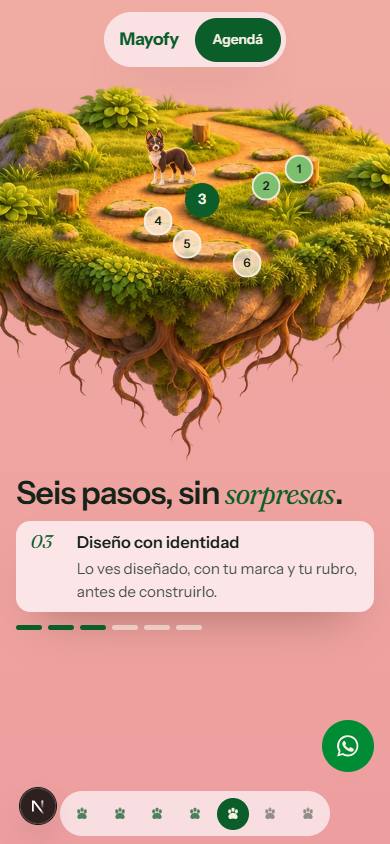 Mayofy
Agendá
1
2
3
4
5
6
Seis pasos, sin sorpresas.
03
Diseño con identidad
Lo ves diseñado, con tu marca y tu rubro,
antes de construirlo.
N